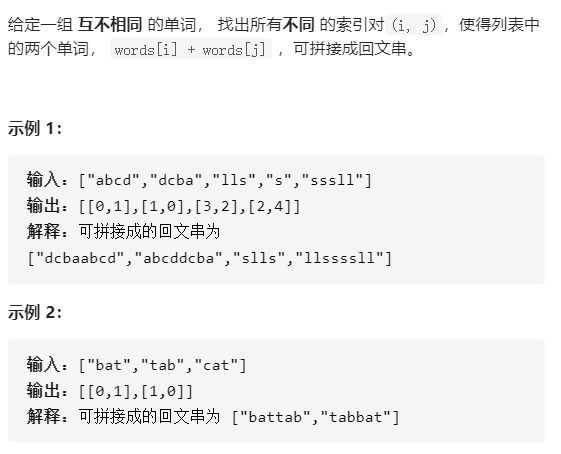 给定一组 互不相同 的单词， 找出所有不同 的索引对 (i, j)，使得列表中
的两个单词， words[i] + words[j] ，可拼接成回文串。
示例 1：
输入：["abcd","dcba","lls","s","sssll"]
输出：[[0,1],[1,0],[3,2],[2,4]]
解释：可拼接成的回文串为
["dcbaabcd","abcddcba","slls","llssssll"]
示例 2：
输入：["bat","tab","cat"]
输出：[[0,1],[1,0]]
解释：可拼接成的回文串为 ["battab","tabbat"]